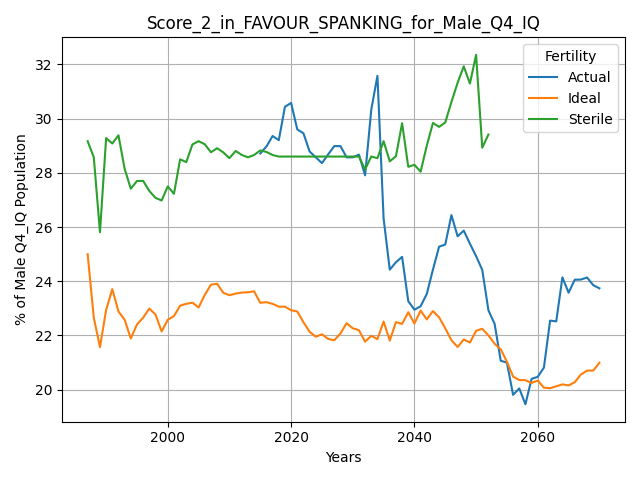 Score_2_in_FAVOUR_SPANKING_for_Male_Q4_IQ
% of Male Q4_IQ Population
32
30
28
26
24
22
20
Fertility
Actual
Ideal
Sterile
2000
2020
2040
2060
Years